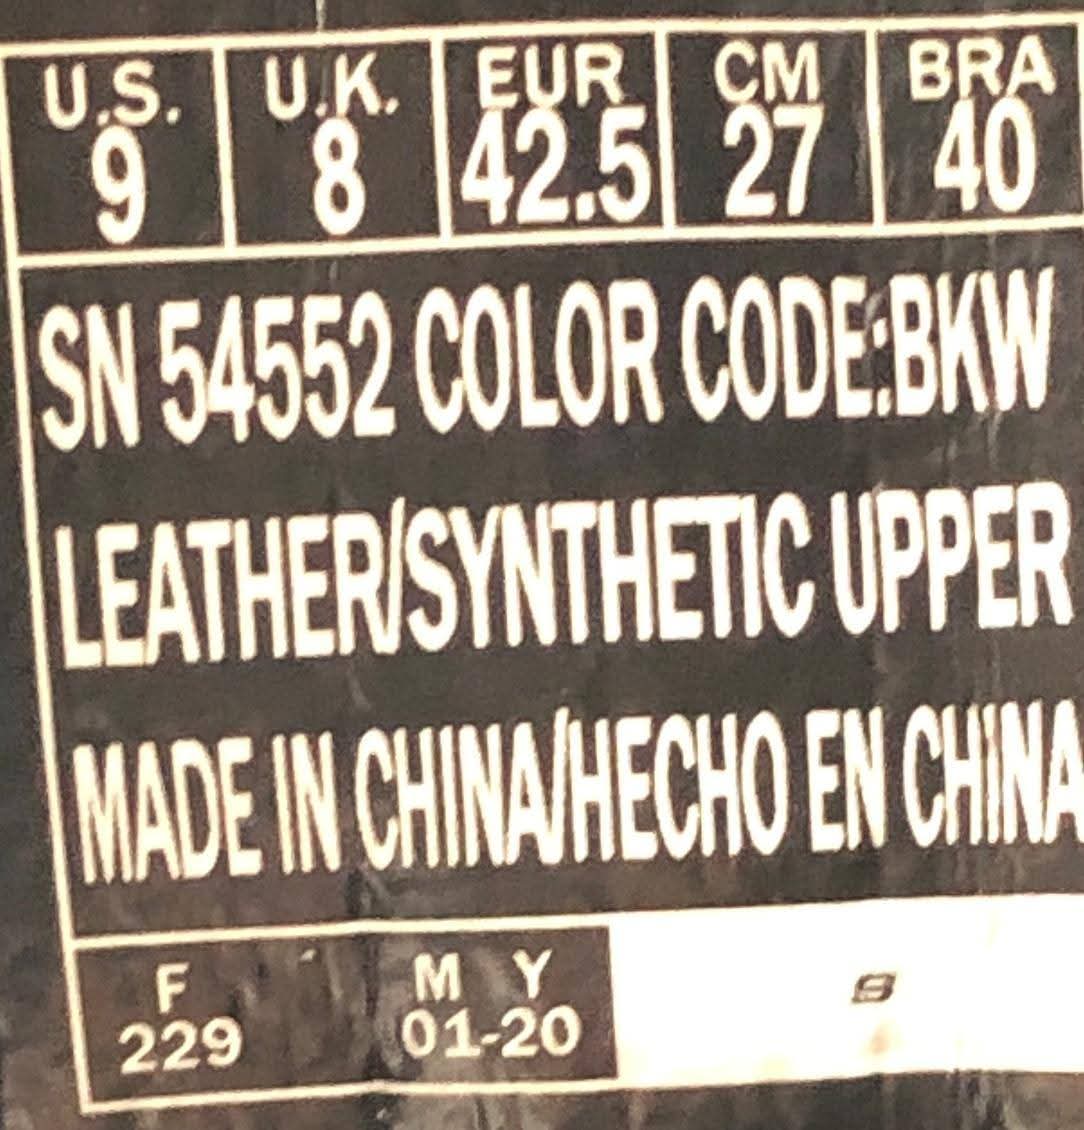 U.S. U.K. EUR CM BRA
9 8 42.5 27 40
SN 54552 COLOR CODE:BKW
LEATHER/SYNTHETIC UPPER
MADE IN CHINA/HECHO EN CHINA
F M Y
229 01-20
S